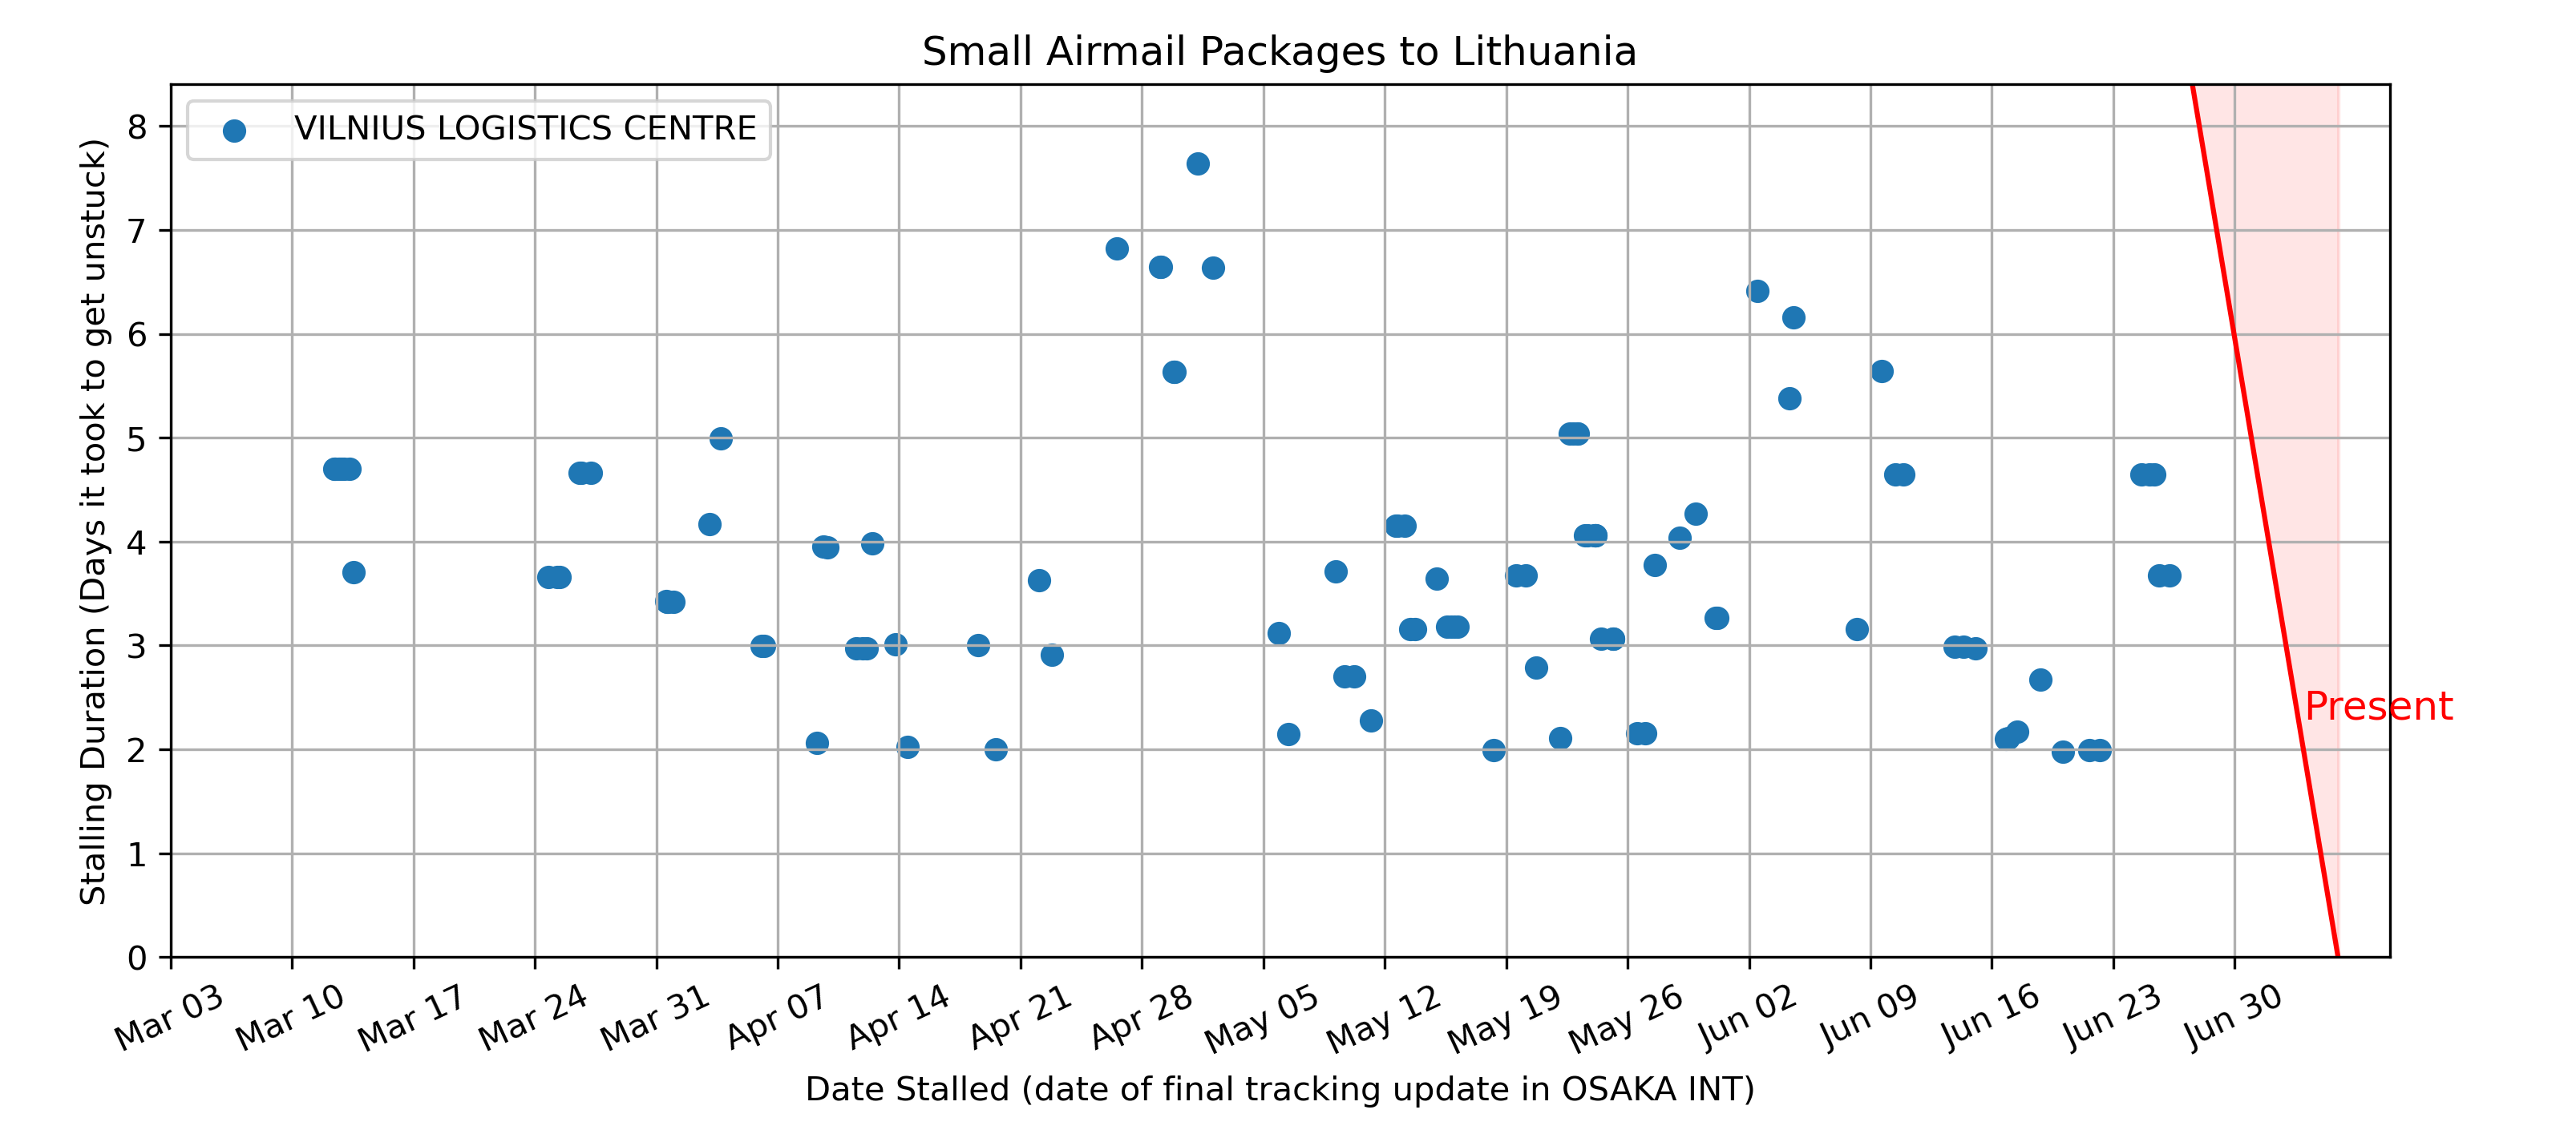 Small Airmail Packages to Lithuania
VILNIUS LOGISTICS CENTRE
Stalling Duration (Days it took to get unstuck)
8
7
6
5
4
3
2
1
0
Present
Mar 03
Mar 10
Mar 17
Mar 24
Mar 31
Apr 07
Apr 14
Apr 21
Apr 28
May 05
May 12
May 19
May 26
Jun 02
Jun 09
Jun 16
Jun 23
Jun 30
Date Stalled (date of final tracking update in OSAKA INT)